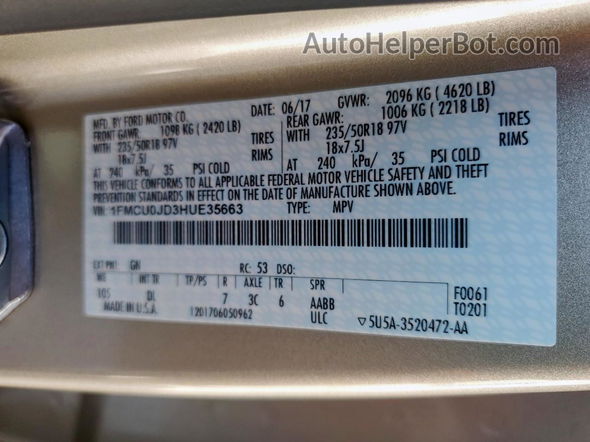 AutoHelperBot.com
MFD. BY FORD MOTOR CO. DATE: 06/17 GVWR: 2096 KG ( 4620 LB)
FRONT GAWR: 1098 KG ( 2420 LB) REAR GAWR: 1006 KG ( 2218 LB)
WITH 235/50R18 97V TIRES WITH 235/50R18 97V TIRES
18x7.5J RIMS 18x7.5J RIMS
AT 240 kPa/ 35 PSI COLD AT 240 kPa/ 35 PSI COLD
THIS VEHICLE CONFORMS TO ALL APPLICABLE FEDERAL MOTOR VEHICLE SAFETY AND THEFT
PREVENTION STANDARDS IN EFFECT ON THE DATE OF MANUFACTURE SHOWN ABOVE.
VIN: 1FMCU0JD3HUE35663 TYPE: MPV
EXT PNT: GN RC: 53 DSO:
WB INT TR TP/PS R AXLE TR SPR
105 DL 7 3C 6 AABB F0061
MADE IN U.S.A. 1201706050962 ULC T0201
▽5U5A-3520472-AA